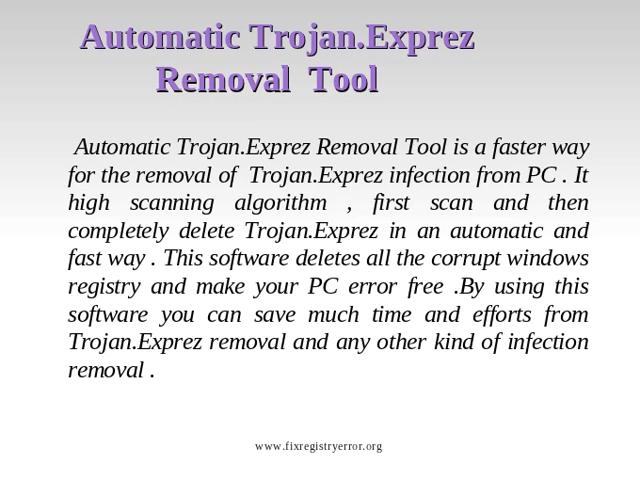 Automatic Trojan.Exprez
Removal Tool
Automatic Trojan.Exprez Removal Tool is a faster way
for the removal of Trojan.Exprez infection from PC . It
high scanning algorithm , first scan and then
completely delete Trojan.Exprez in an automatic and
fast way . This software deletes all the corrupt windows
registry and make your PC error free .By using this
software you can save much time and efforts from
Trojan.Exprez removal and any other kind of infection
removal .
www.fixregistryerror.org